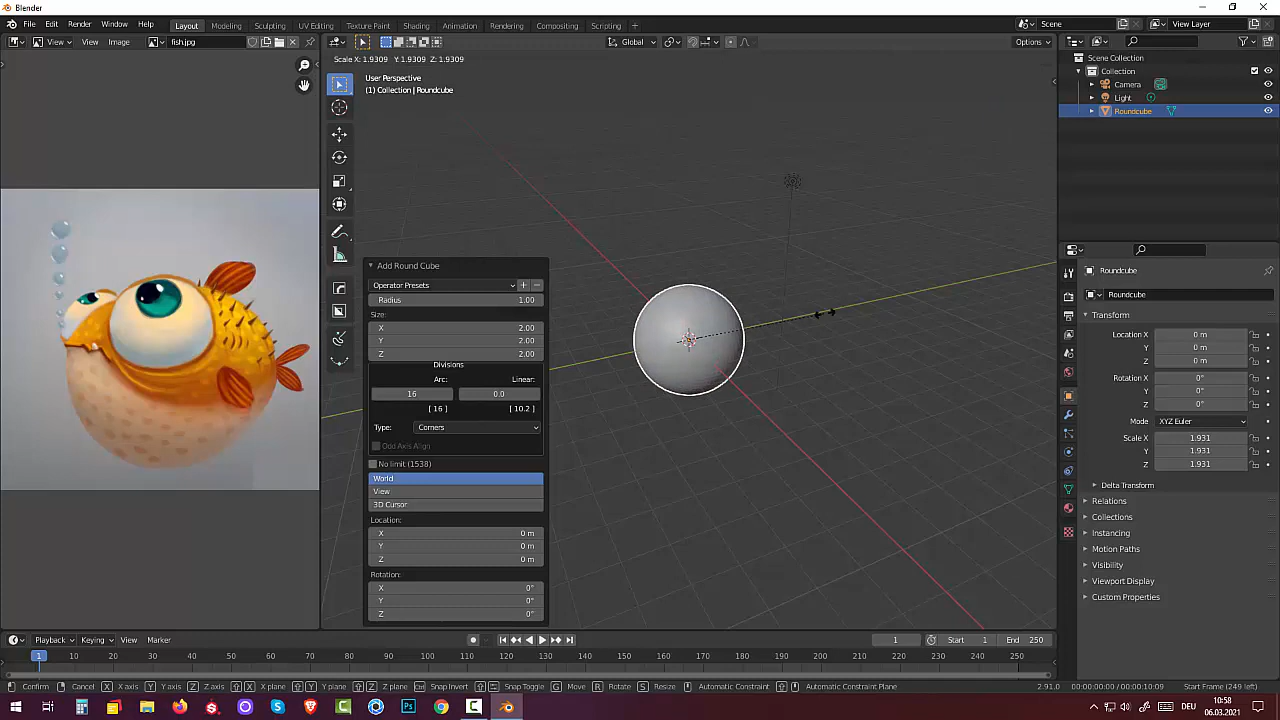 Blender
File Edit Render Window Help Layout Modeling Sculpting UV Editing Texture Paint Shading Animation Rendering Compositing Scripting + Scene View Layer
View View Image fish.jpg Global Options
Scale X: 1.9309 Y: 1.9309 Z: 1.9309
User Perspective
(1) Collection | Roundcube
Scene Collection
Collection
Camera
Light
Roundcube
Add Round Cube
Operator Presets
Radius 1.00
Size:
X 2.00
Y 2.00
Z 2.00
Divisions
Arc: Linear:
16 0.0
[ 16 ] [ 10.2 ]
Type: Corners
Odd Axis Align
No limit (1538)
World
View
3D Cursor
Location:
X 0 m
Y 0 m
Z 0 m
Rotation:
X 0°
Y 0°
Z 0°
Roundcube
Roundcube
Transform
Location X 0 m
Y 0 m
Z 0 m
Rotation X 0°
Y 0°
Z 0°
Mode XYZ Euler
Scale X 1.931
Y 1.931
Z 1.931
Delta Transform
Relations
Collections
Instancing
Motion Paths
Visibility
Viewport Display
Custom Properties
Playback Keying View Marker 1 Start 1 End 250
1 10 20 30 40 50 60 70 80 90 100 110 120 130 140 150 160 170 180 190 200 210 220 230 240 250
Confirm Cancel X X axis Y Y axis Z Z axis X X plane Y Y plane Z Z plane Snap Invert Snap Toggle G Move R Rotate S Resize Automatic Constraint Automatic Constraint Plane 2.91.0 00:00:00:00 / 00:00:10:09 Start Frame (249 left)
DEU 10:58
06.03.2021